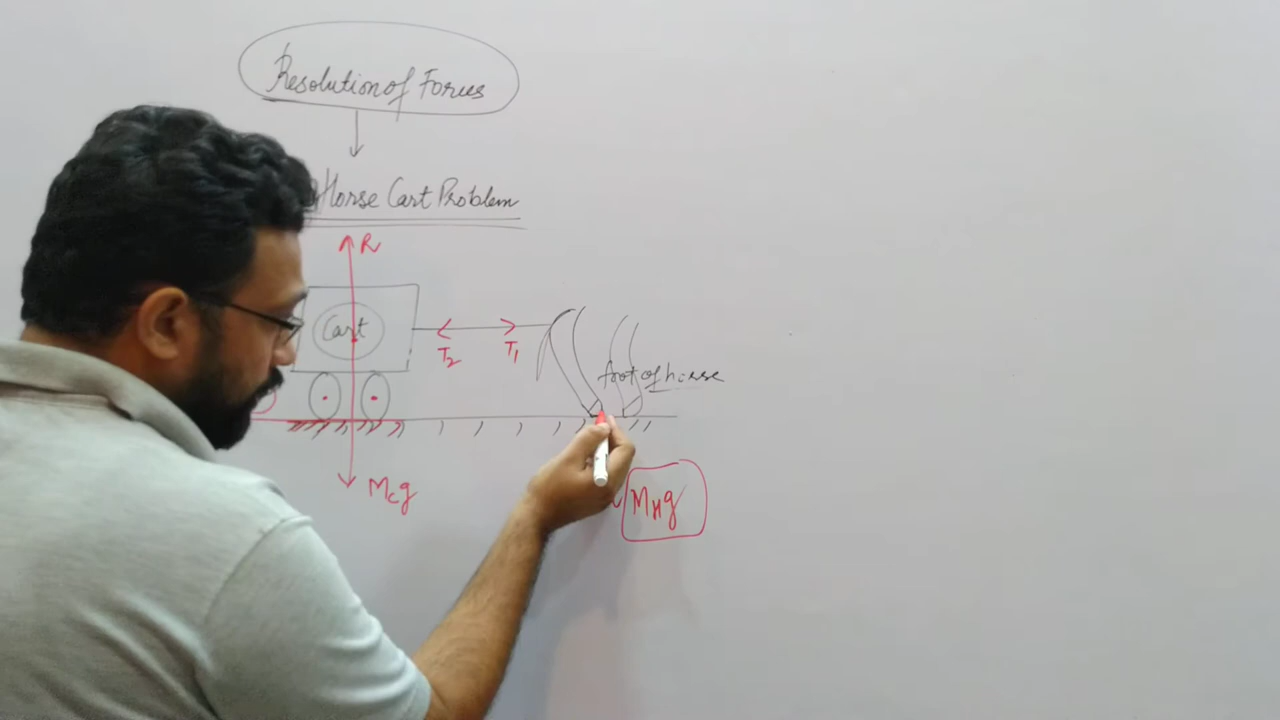 Resolution of Forces
Horse Cart Problem
R
Cart
T2
T1
foot of horse
Mcg
MHg